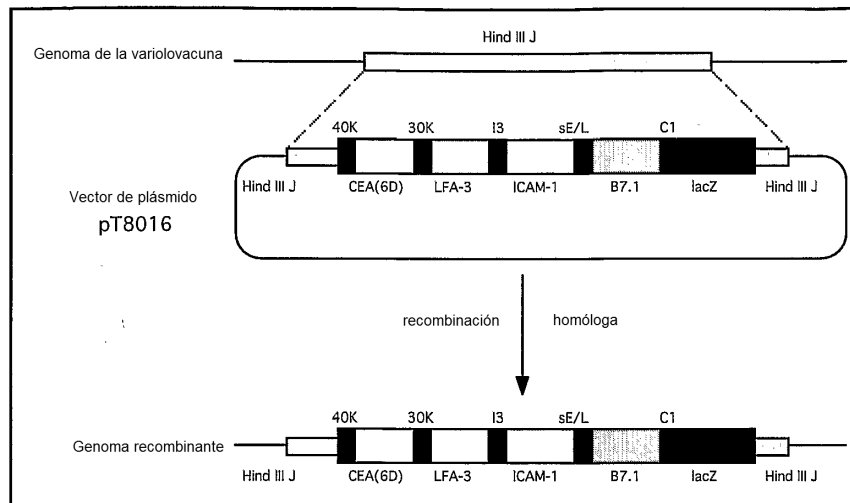 Hind III J
Genoma de la variolovacuna
40K 30K I3 sE/L C1
Hind III J CEA(6D) LFA-3 ICAM-1 B7.1 lacZ Hind III J
Vector de plásmido
pT8016
recombinación homóloga
40K 30K I3 sE/L C1
Genoma recombinante
Hind III J CEA(6D) LFA-3 ICAM-1 B7.1 lacZ Hind III J